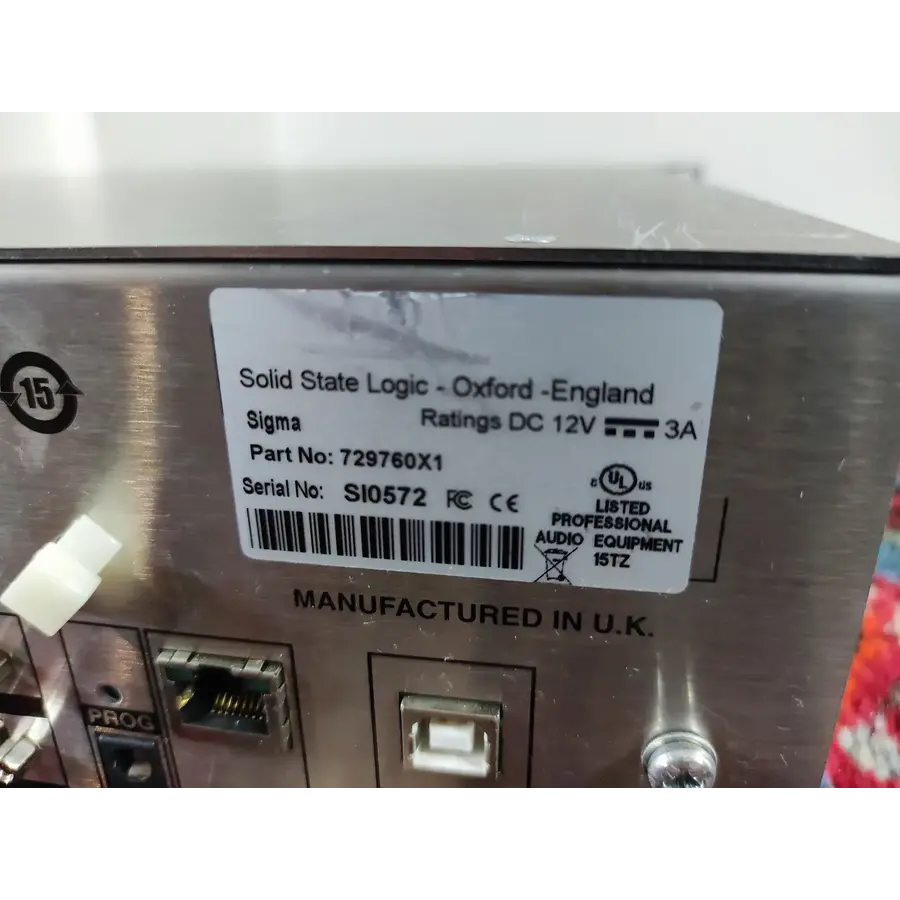 15
Solid State Logic - Oxford -England
Sigma
Ratings DC 12V 3A
Part No: 729760X1
Serial No: SI0572 FC CE
c UL us
LISTED
PROFESSIONAL
AUDIO EQUIPMENT
15TZ
MANUFACTURED IN U.K.
PROG